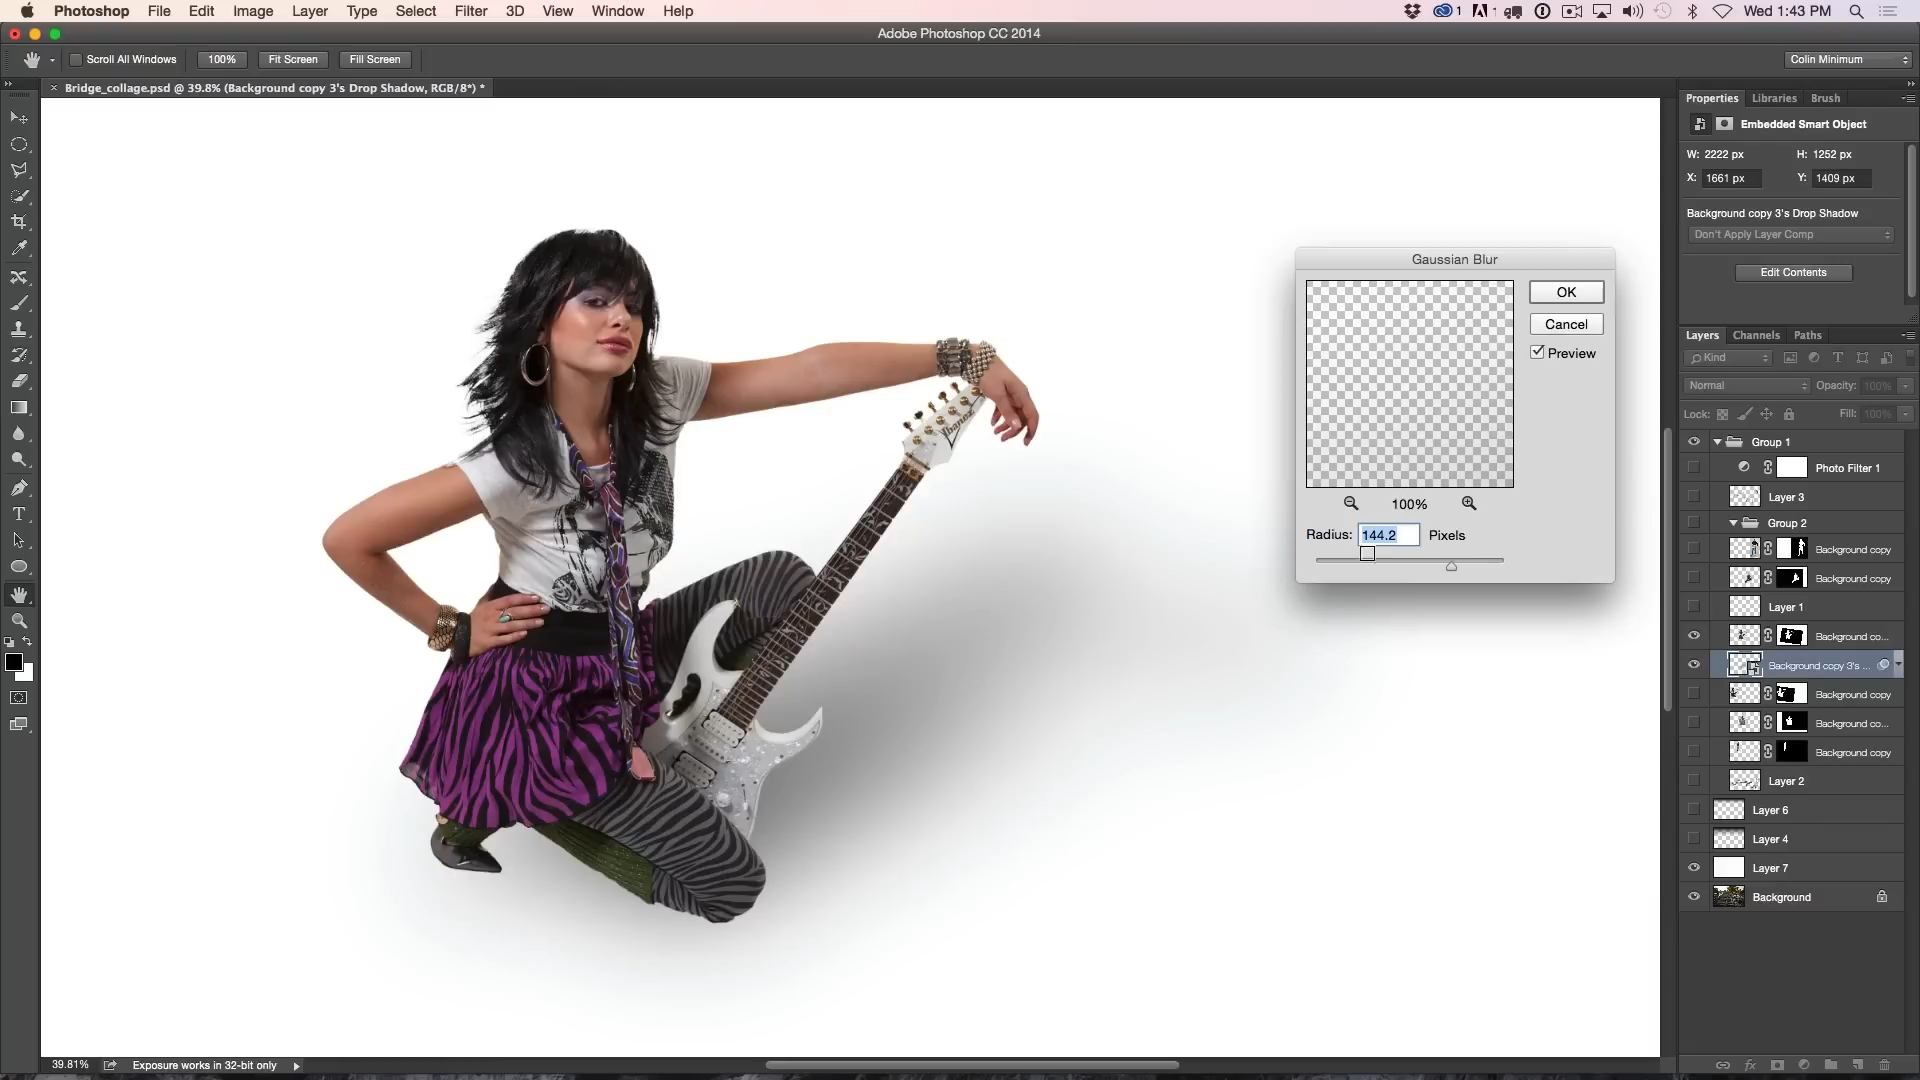 Photoshop File Edit Image Layer Type Select Filter 3D View Window Help 1 1 Wed 1:43 PM
Adobe Photoshop CC 2014
Scroll All Windows 100% Fit Screen Fill Screen Colin Minimum
Bridge_collage.psd @ 39.8% (Background copy 3's Drop Shadow, RGB/8*) *
Properties Libraries Brush
Embedded Smart Object
W: 2222 px H: 1252 px
X: 1661 px Y: 1409 px
Background copy 3's Drop Shadow
Don't Apply Layer Comp
Edit Contents
Gaussian Blur
OK
Cancel
Preview
100%
Radius: 144.2 Pixels
Ibanez
Layers Channels Paths
Kind
Normal Opacity: 100%
Lock: Fill: 100%
Group 1
Photo Filter 1
Layer 3
Group 2
Background copy
Background copy
Layer 1
Background co...
Background copy 3's ...
Background copy
Background co...
Background copy
Layer 2
Layer 6
Layer 4
Layer 7
Background
39.81% Exposure works in 32-bit only